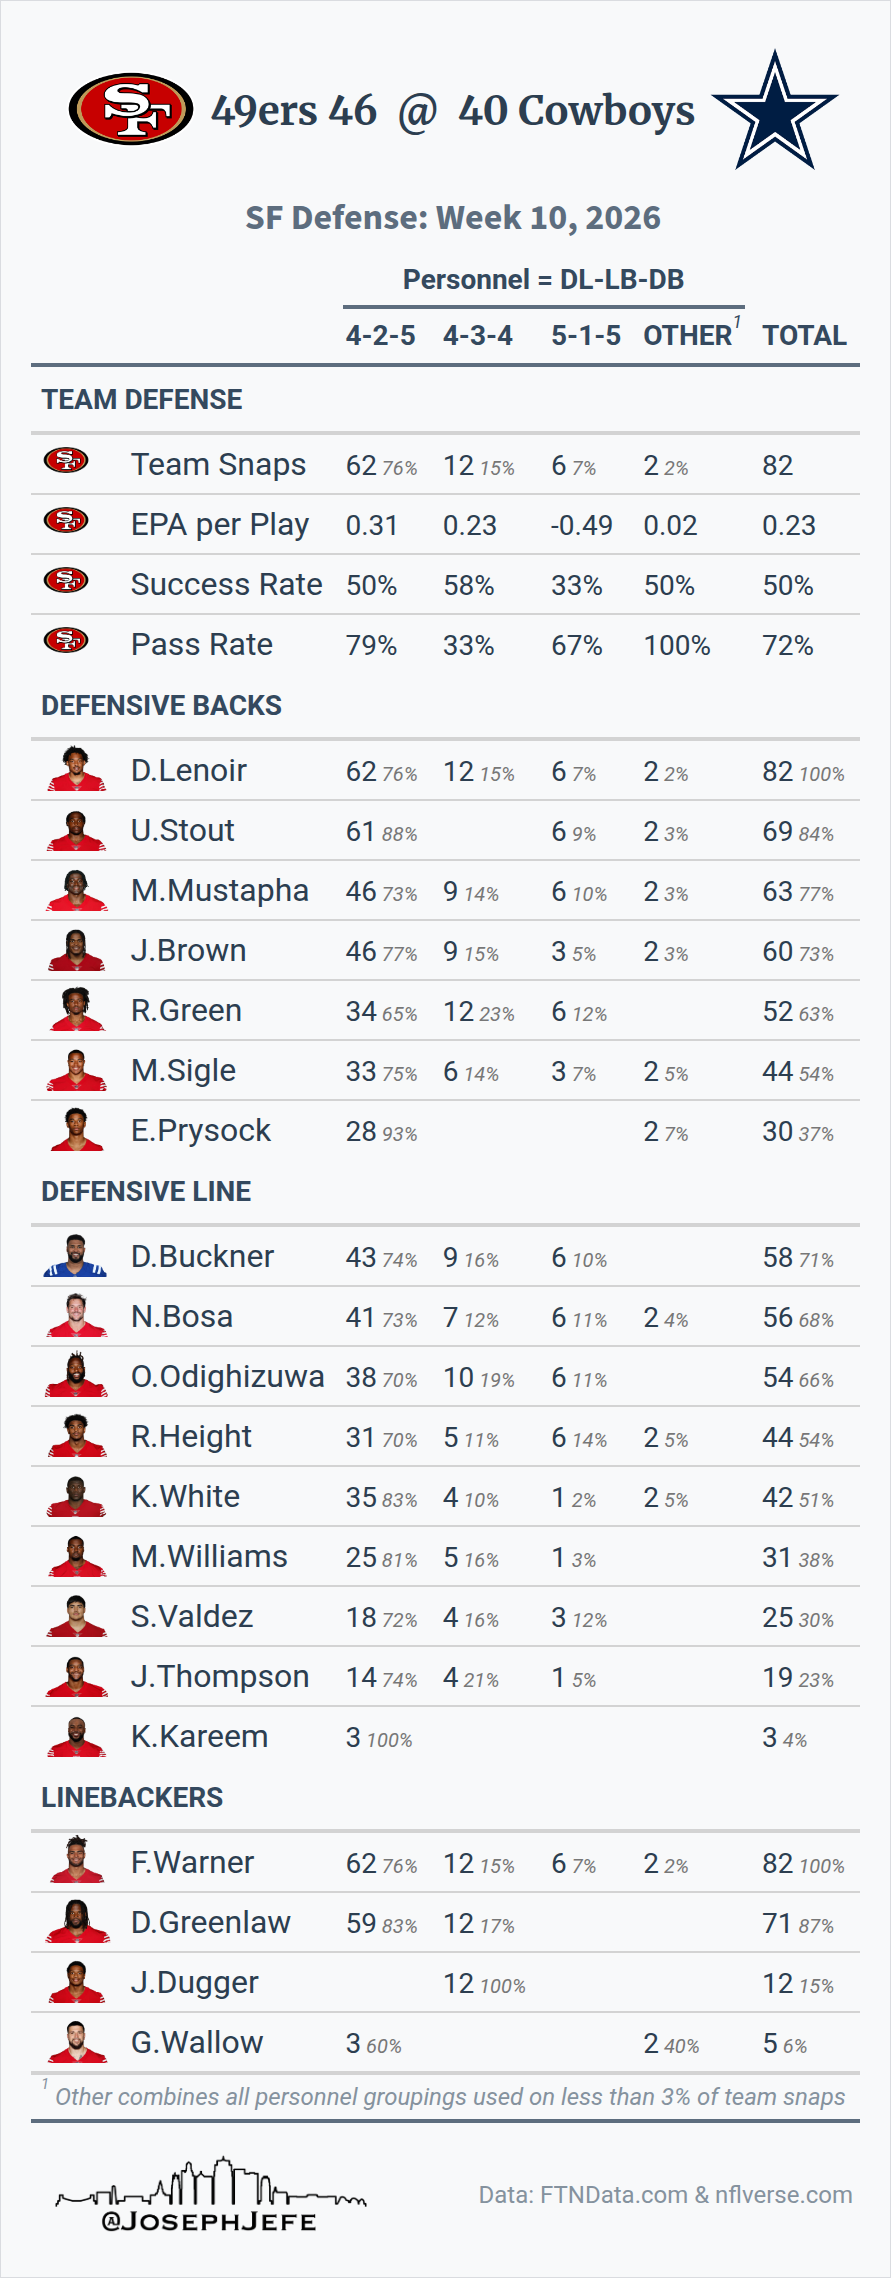 49ers 46 @ 40 Cowboys
SF Defense: Week 10, 2026
Personnel = DL-LB-DB
4-2-5 4-3-4 5-1-5 OTHER1 TOTAL
TEAM DEFENSE
SF Team Snaps 62 76% 12 15% 6 7% 2 2% 82
SF EPA per Play 0.31 0.23 -0.49 0.02 0.23
SF Success Rate 50% 58% 33% 50% 50%
SF Pass Rate 79% 33% 67% 100% 72%
DEFENSIVE BACKS
D.Lenoir 62 76% 12 15% 6 7% 2 2% 82 100%
U.Stout 61 88% 6 9% 2 3% 69 84%
M.Mustapha 46 73% 9 14% 6 10% 2 3% 63 77%
J.Brown 46 77% 9 15% 3 5% 2 3% 60 73%
R.Green 34 65% 12 23% 6 12% 52 63%
M.Sigle 33 75% 6 14% 3 7% 2 5% 44 54%
E.Prysock 28 93% 2 7% 30 37%
DEFENSIVE LINE
D.Buckner 43 74% 9 16% 6 10% 58 71%
N.Bosa 41 73% 7 12% 6 11% 2 4% 56 68%
O.Odighizuwa 38 70% 10 19% 6 11% 54 66%
R.Height 31 70% 5 11% 6 14% 2 5% 44 54%
K.White 35 83% 4 10% 1 2% 2 5% 42 51%
M.Williams 25 81% 5 16% 1 3% 31 38%
S.Valdez 18 72% 4 16% 3 12% 25 30%
J.Thompson 14 74% 4 21% 1 5% 19 23%
K.Kareem 3 100% 3 4%
LINEBACKERS
F.Warner 62 76% 12 15% 6 7% 2 2% 82 100%
D.Greenlaw 59 83% 12 17% 71 87%
J.Dugger 12 100% 12 15%
G.Wallow 3 60% 2 40% 5 6%
1 Other combines all personnel groupings used on less than 3% of team snaps
@JOSEPHJEFE
Data: FTNData.com & nflverse.com